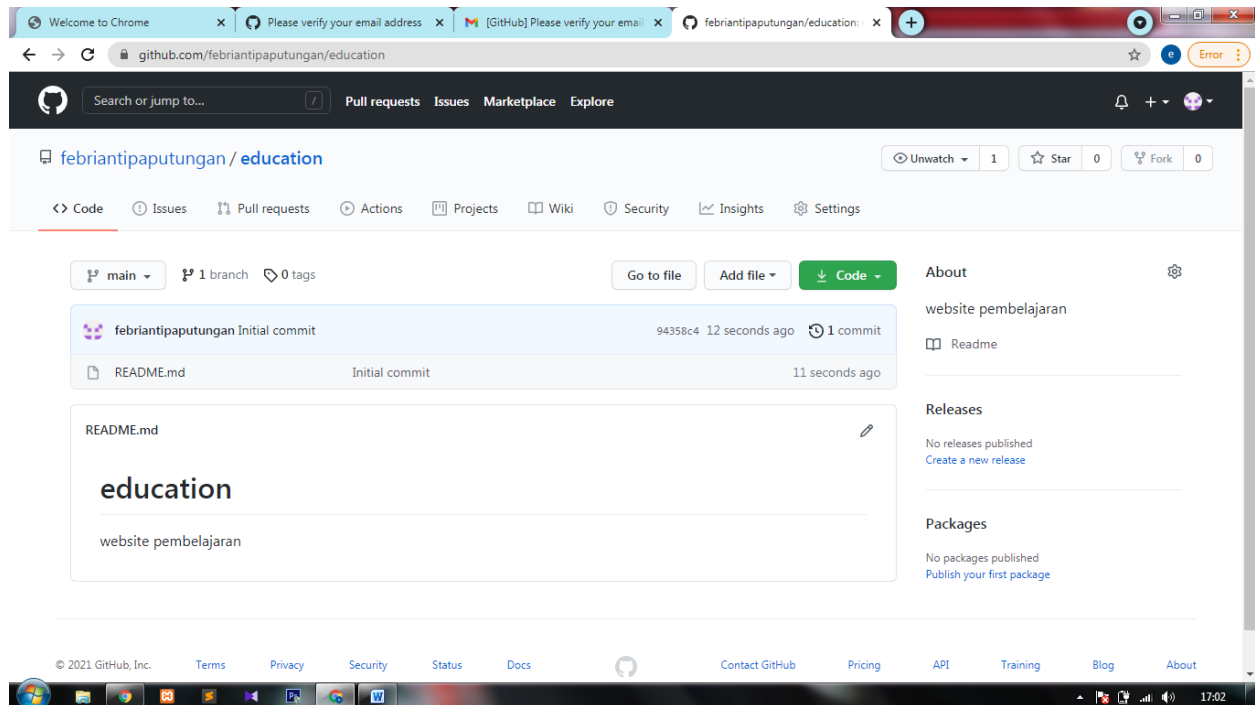 Welcome to Chrome
Please verify your email address
[GitHub] Please verify your email
febriantipaputungan/education:
github.com/febriantipaputungan/education
e
Error
Search or jump to...
/
Pull requests Issues Marketplace Explore
febriantipaputungan / education
Unwatch 1 Star 0 Fork 0
Code Issues Pull requests Actions Projects Wiki Security Insights Settings
main 1 branch 0 tags Go to file Add file Code
febriantipaputungan Initial commit 94358c4 12 seconds ago 1 commit
README.md Initial commit 11 seconds ago
README.md
education
website pembelajaran
About
website pembelajaran
Readme
Releases
No releases published
Create a new release
Packages
No packages published
Publish your first package
© 2021 GitHub, Inc. Terms Privacy Security Status Docs Contact GitHub Pricing API Training Blog About
Ps W
17:02